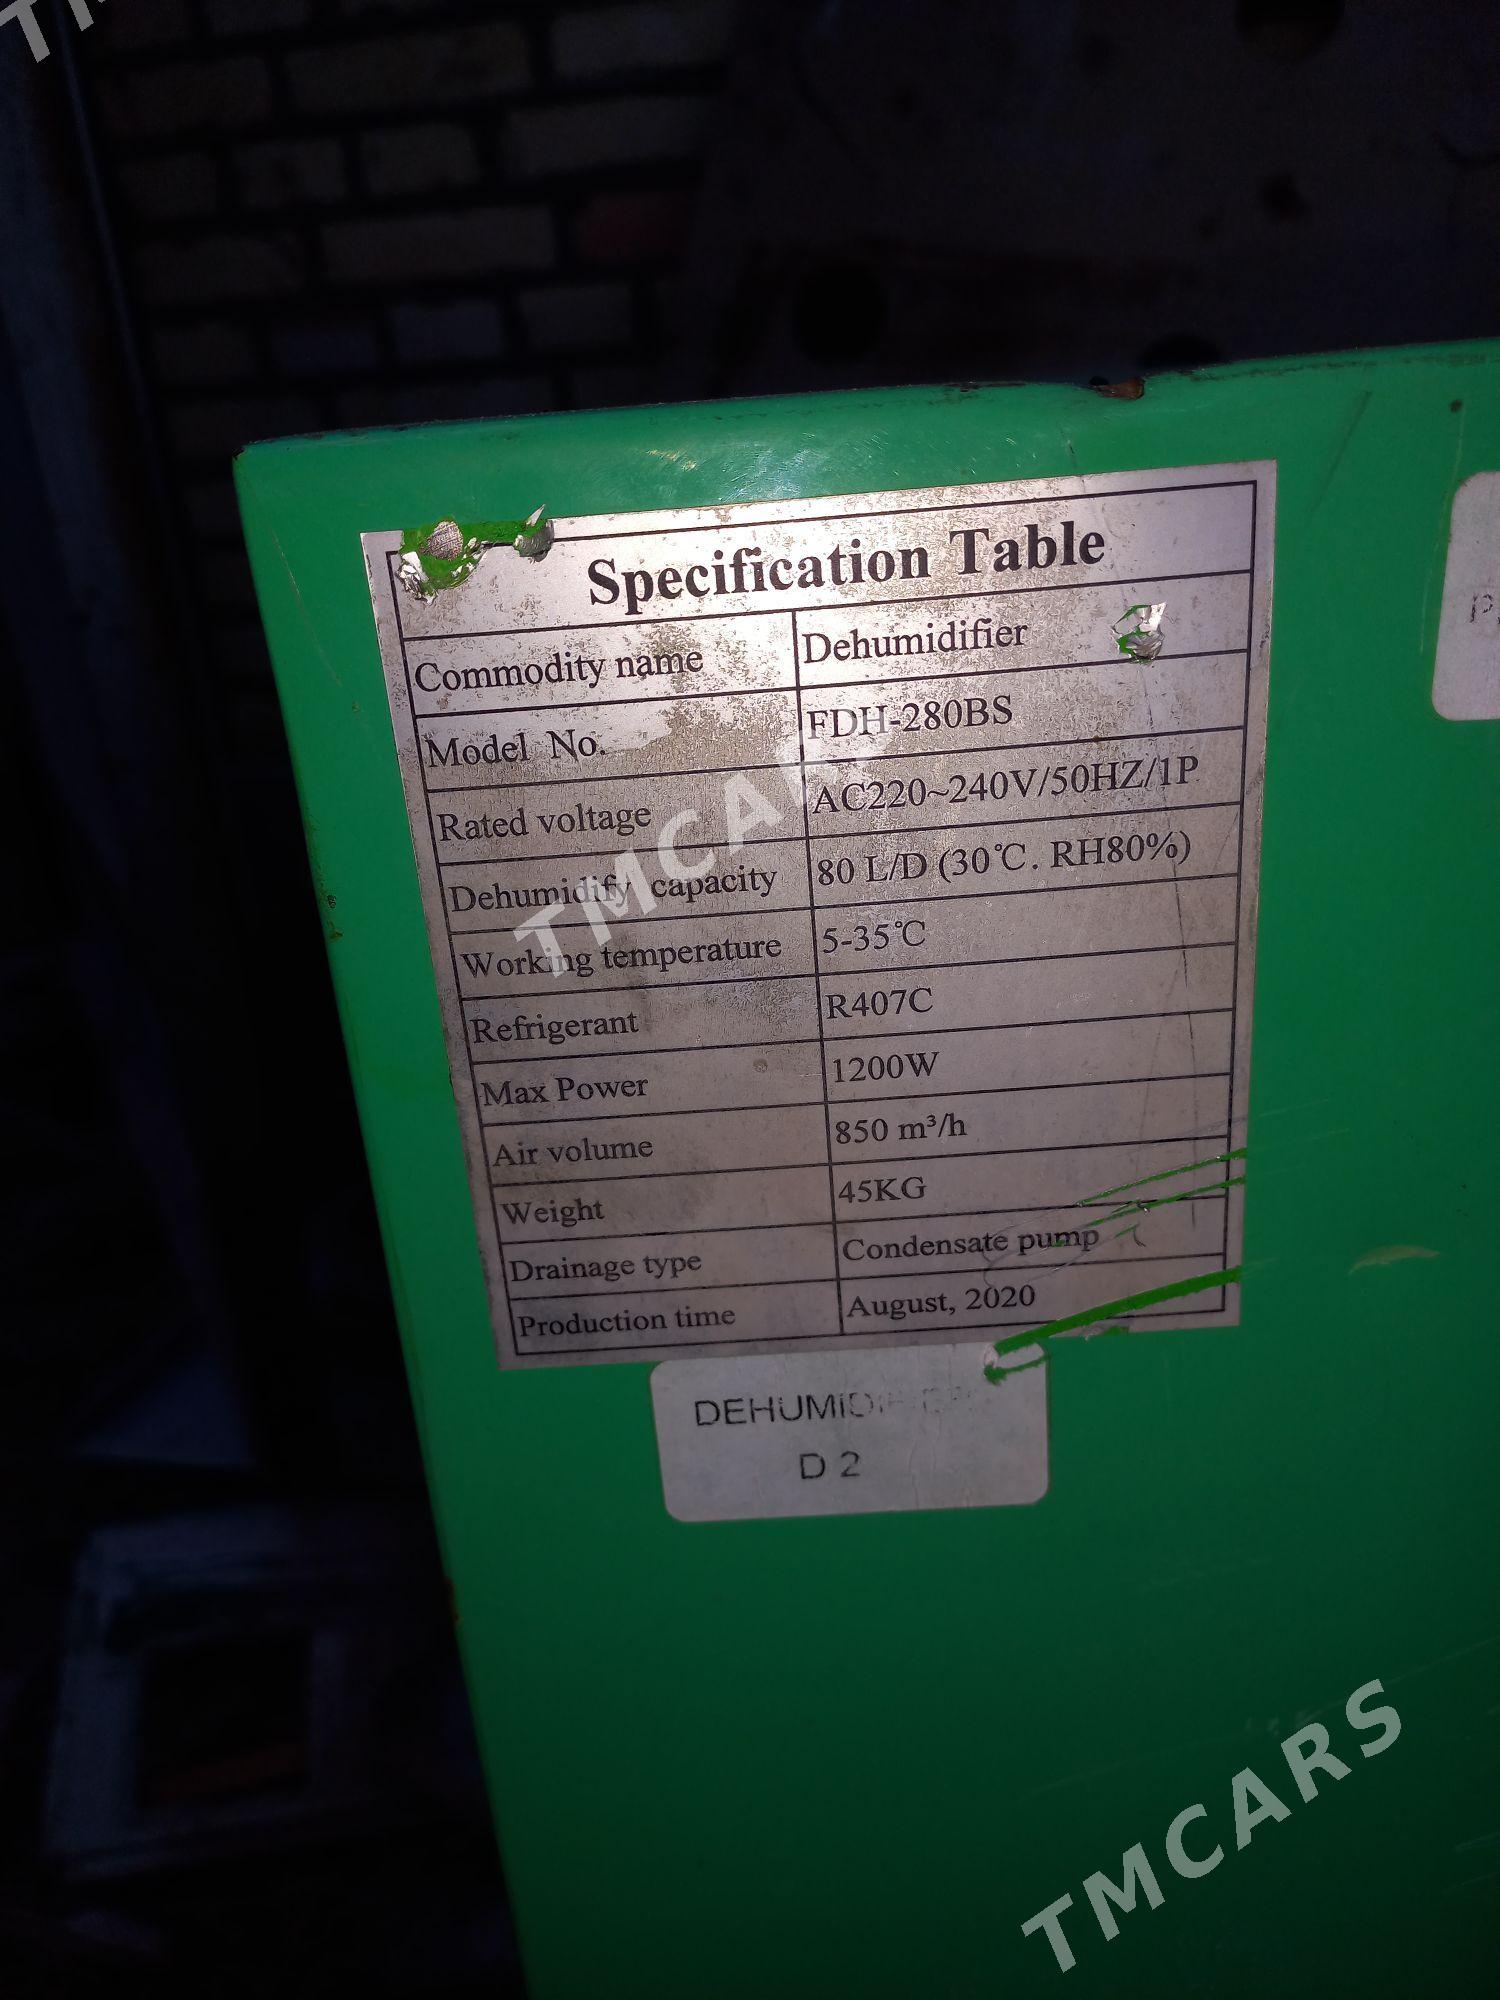 Specification Table
Commodity name Dehumidifier
Model No. FDH-280BS
Rated voltage AC220~240V/50HZ/1P
Dehumidify capacity 80 L/D (30℃. RH80%)
Working temperature 5-35℃
Refrigerant R407C
Max Power 1200W
Air volume 850 m³/h
Weight 45KG
Drainage type Condensate pump
Production time August, 2020
D 2
TMCARS
TMCARS